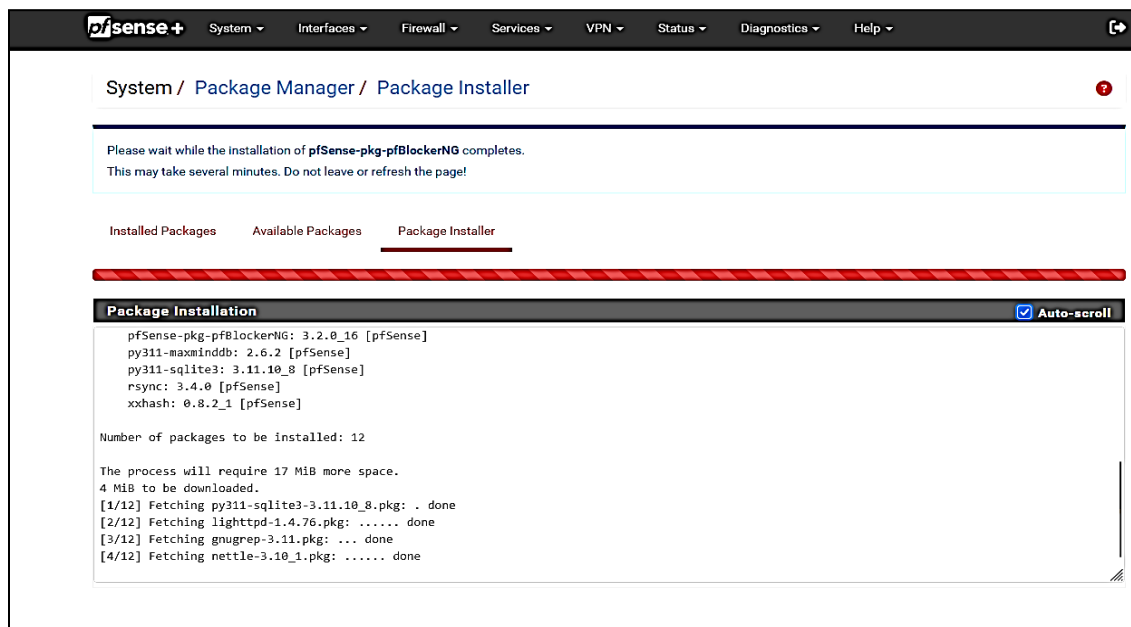 pfsense+ System Interfaces Firewall Services VPN Status Diagnostics Help
System / Package Manager / Package Installer
?
Please wait while the installation of pfSense-pkg-pfBlockerNG completes.
This may take several minutes. Do not leave or refresh the page!
Installed Packages Available Packages Package Installer
Package Installation Auto-scroll
pfSense-pkg-pfBlockerNG: 3.2.0_16 [pfSense]
py311-maxminddb: 2.6.2 [pfSense]
py311-sqlite3: 3.11.10_8 [pfSense]
rsync: 3.4.0 [pfSense]
xxhash: 0.8.2_1 [pfSense]
Number of packages to be installed: 12
The process will require 17 MiB more space.
4 MiB to be downloaded.
[1/12] Fetching py311-sqlite3-3.11.10_8.pkg: . done
[2/12] Fetching lighttpd-1.4.76.pkg: ...... done
[3/12] Fetching gnugrep-3.11.pkg: ... done
[4/12] Fetching nettle-3.10_1.pkg: ...... done